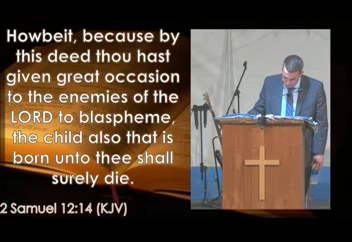 Howbeit, because by
this deed thou hast
given great occasion
to the enemies of the
LORD to blaspheme,
the child also that is
born unto thee shall
surely die.
2 Samuel 12:14 (KJV)